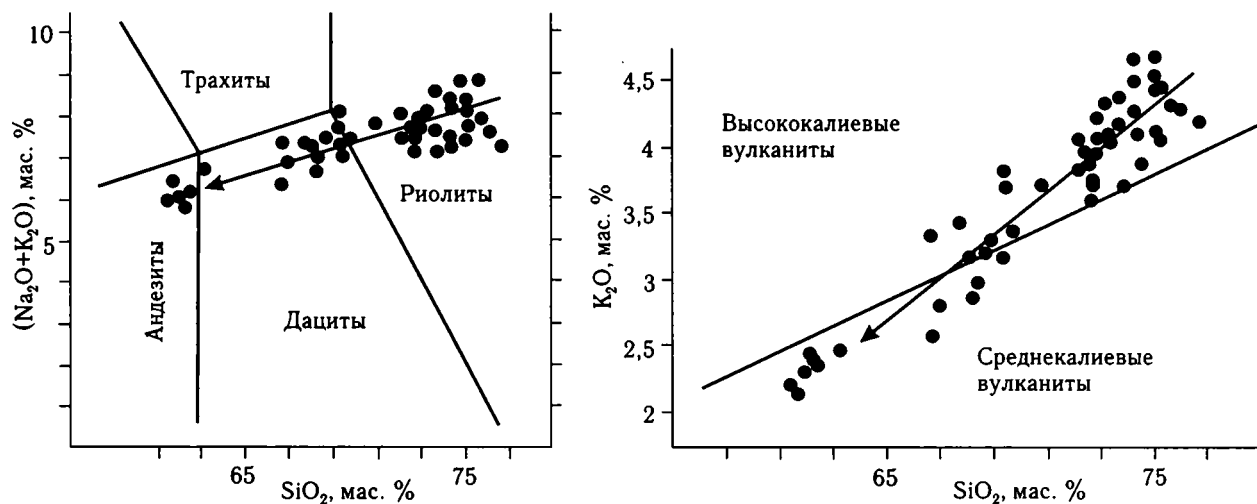 (Na₂O+K₂O), мас. %
10
5
Трахиты
Андезиты
Дациты
Риолиты
65
75
SiO₂, мас. %
K₂O, мас. %
4,5
4
3,5
3
2,5
2
Высококалиевые
вулканиты
Среднекалиевые
вулканиты
65
75
SiO₂, мас. %